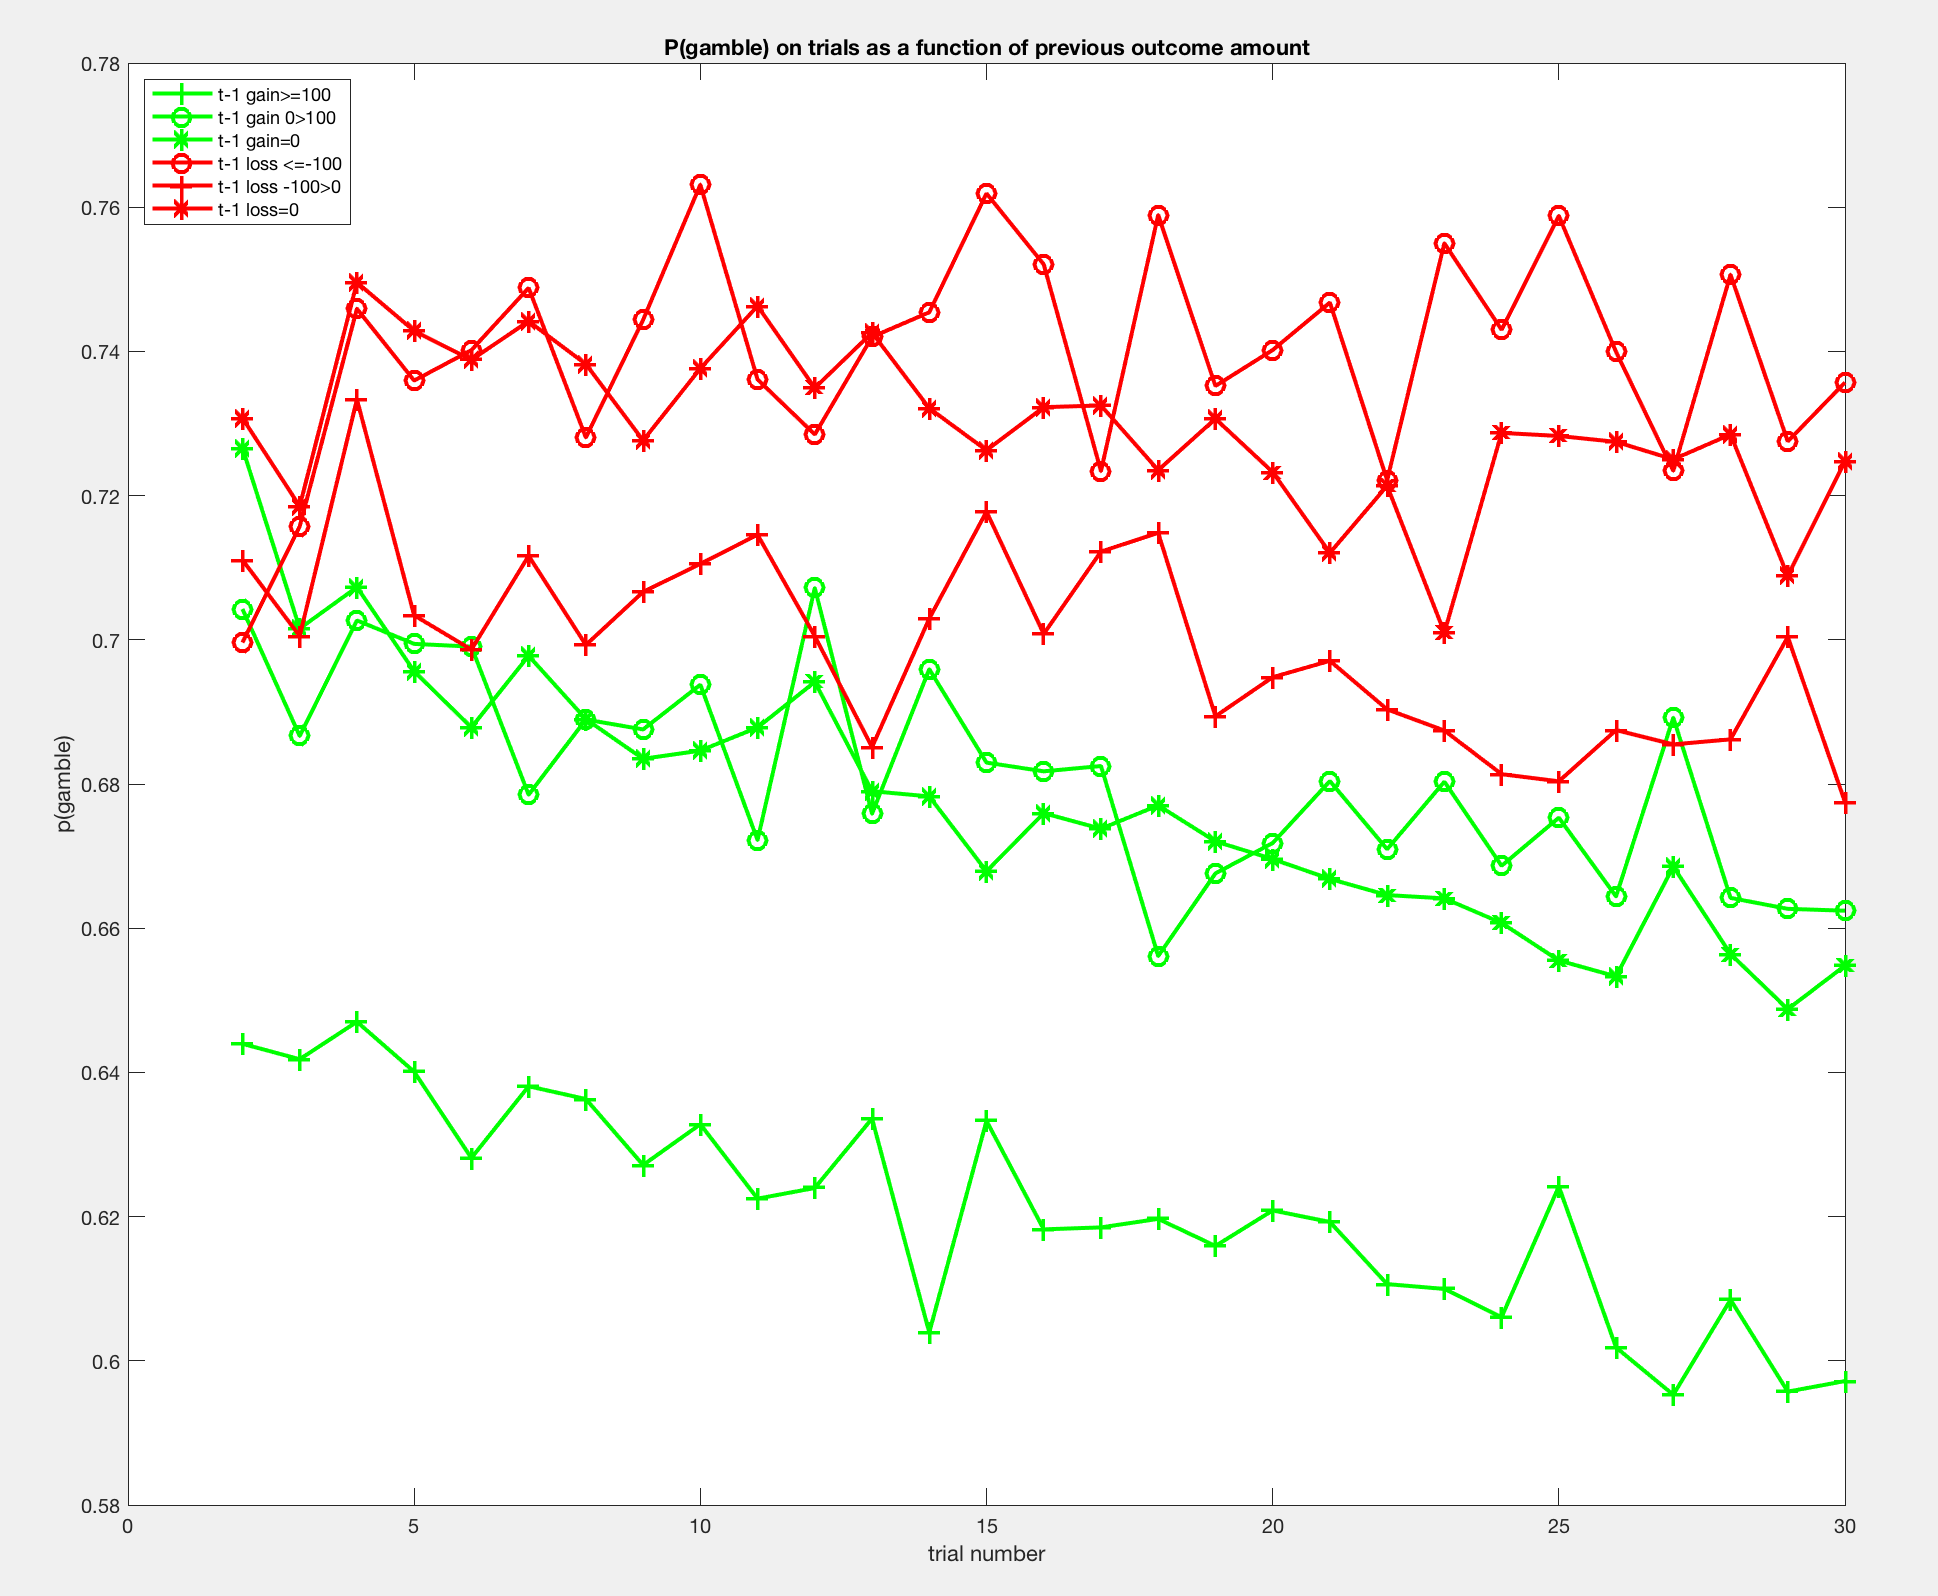 P(gamble) on trials as a function of previous outcome amount
0.78
0.76
0.74
0.72
0.7
0.68
0.66
0.64
0.62
0.6
0.58
p(gamble)
t-1 gain>=100
t-1 gain 0>100
t-1 gain=0
t-1 loss <=-100
t-1 loss -100>0
t-1 loss=0
0 5 10 15 20 25 30
trial number